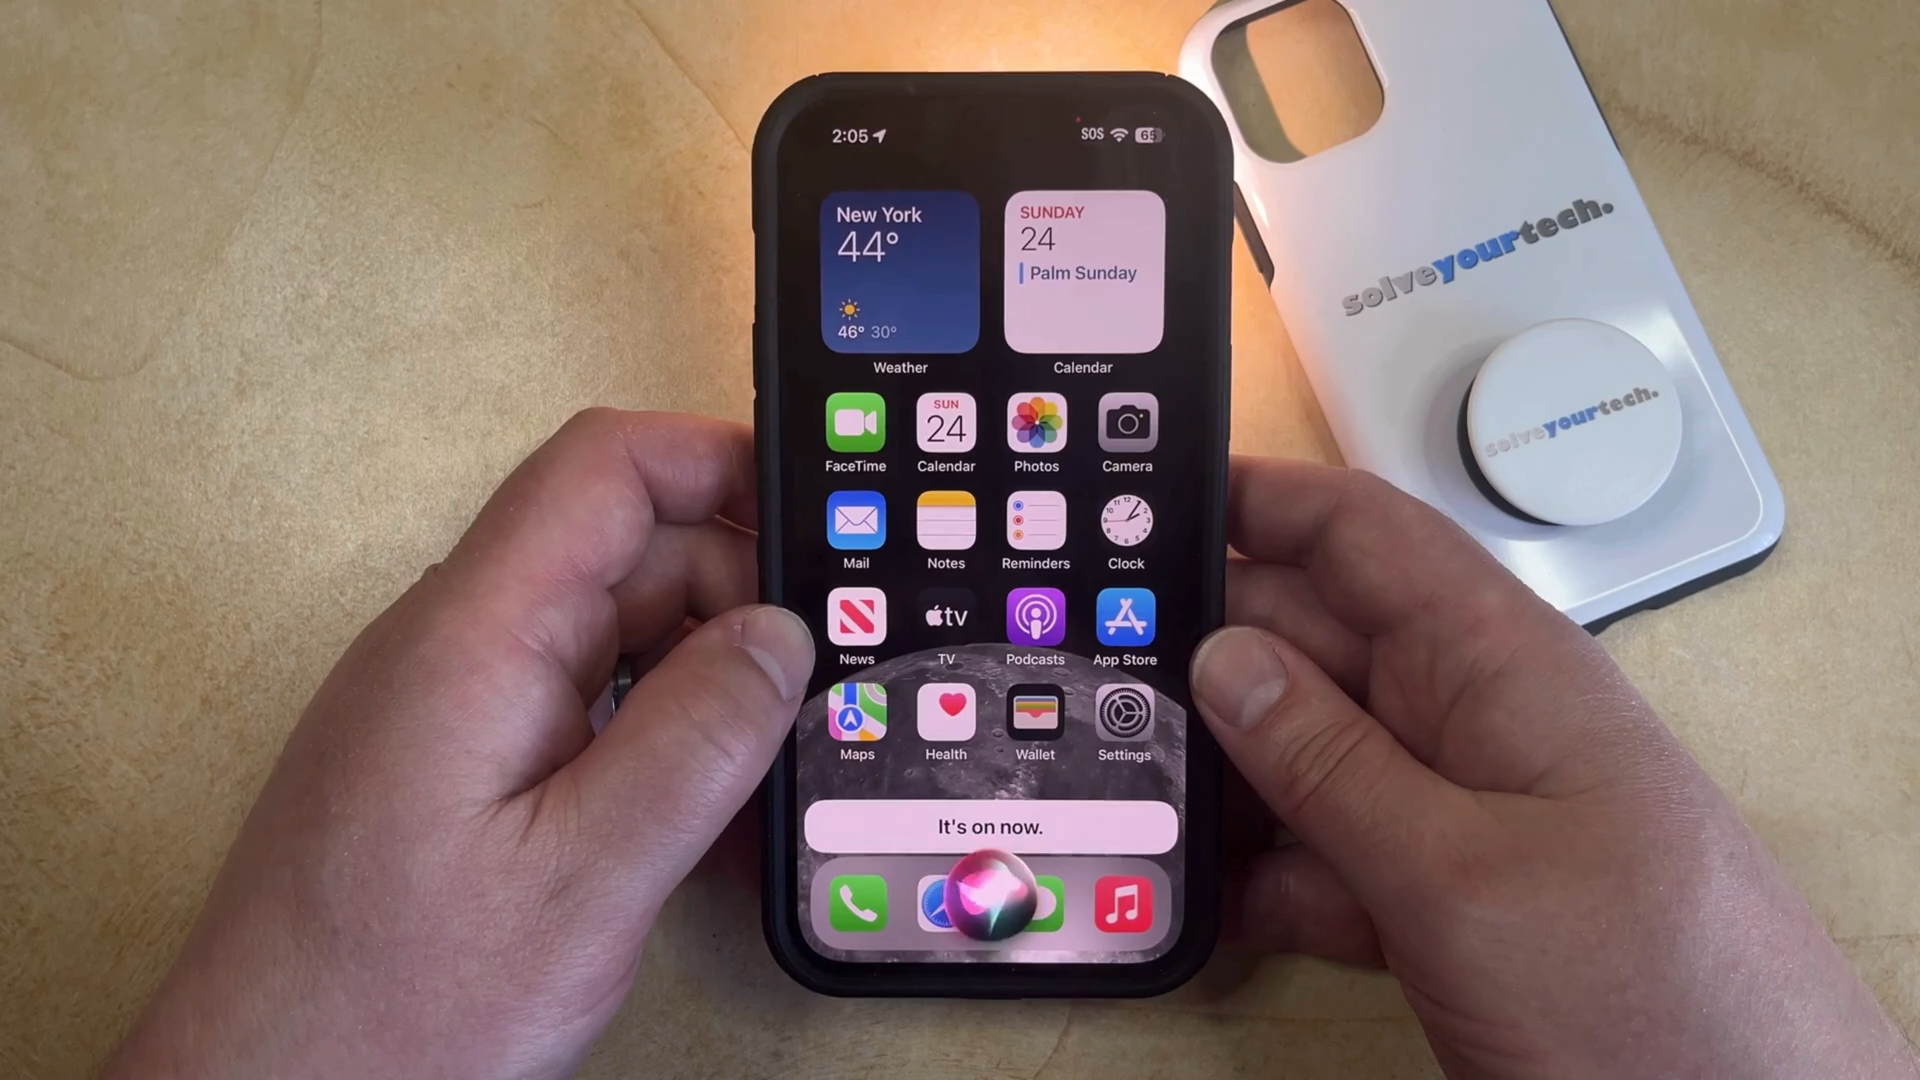 2:05
SOS 65
New York
44°
46° 30°
Weather
SUNDAY
24
Palm Sunday
Calendar
FaceTime
SUN
24
Calendar
Photos
Camera
Mail
Notes
Reminders
Clock
News
tv
TV
Podcasts
App Store
Maps
Health
Wallet
Settings
It's on now.
solveyourtech.
solveyourtech.